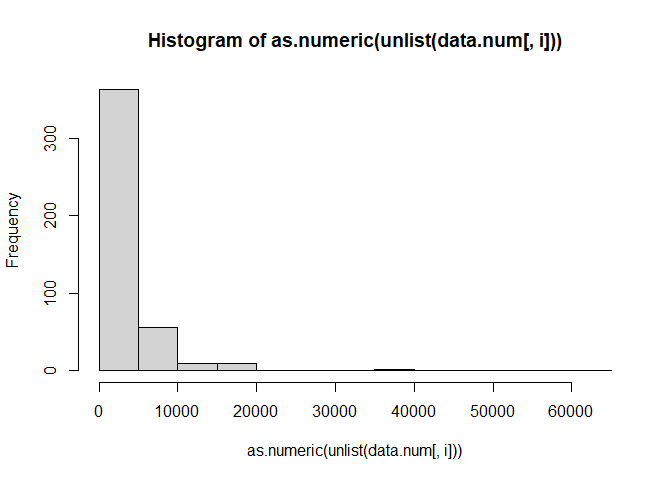 Histogram of as.numeric(unlist(data.num[, i]))
Frequency
300
200
100
0
0 10000 20000 30000 40000 50000 60000
as.numeric(unlist(data.num[, i]))